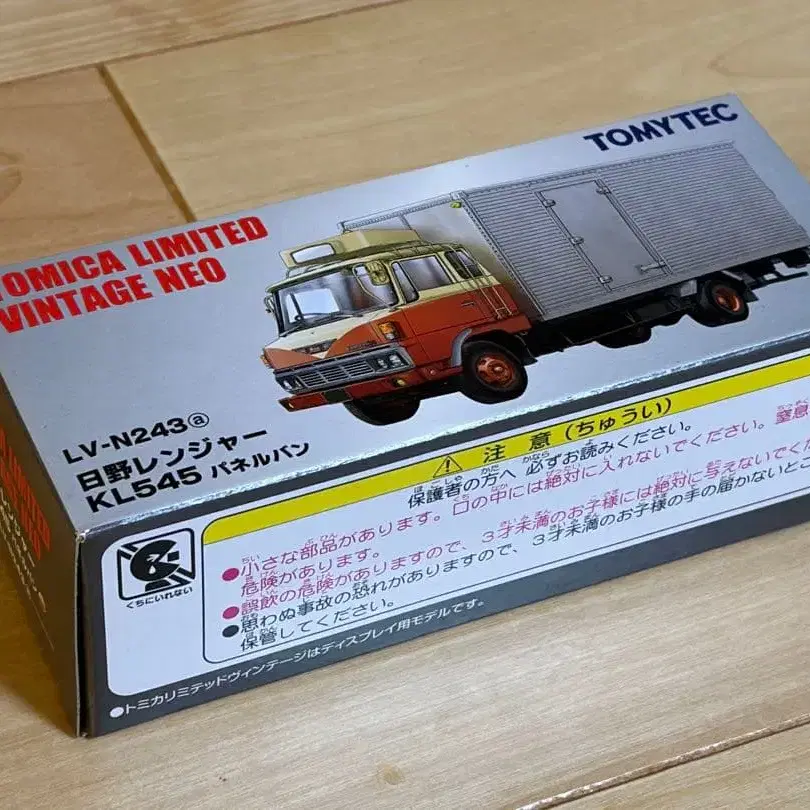 TOMYTEC
TOMICA LIMITED
VINTAGE NEO
LV-N243ⓐ
日野レンジャー
KL545 パネルバン
注 意(ちゅうい)
保護者の方へ 必ずお読みください。
●小さな部品があります。口の中には絶対に入れないでください。窒息
危険があります。
●誤飲の危険がありますので、3才未満のお子様には絶対に与えないでくだ
●思わぬ事故の恐れがありますので、3才未満のお子様の手の届かないとこ
保管してください。
くちにいれない
●トミカリミテッドヴィンテージはディスプレイ用モデルです。